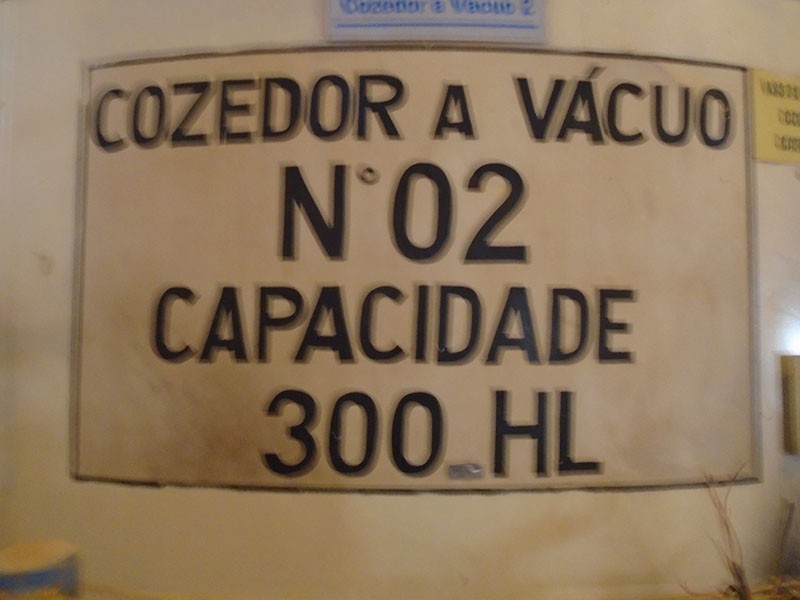 Cozedor a Vácuo 2
COZEDOR A VÁCUO
N° 02
CAPACIDADE
300 HL